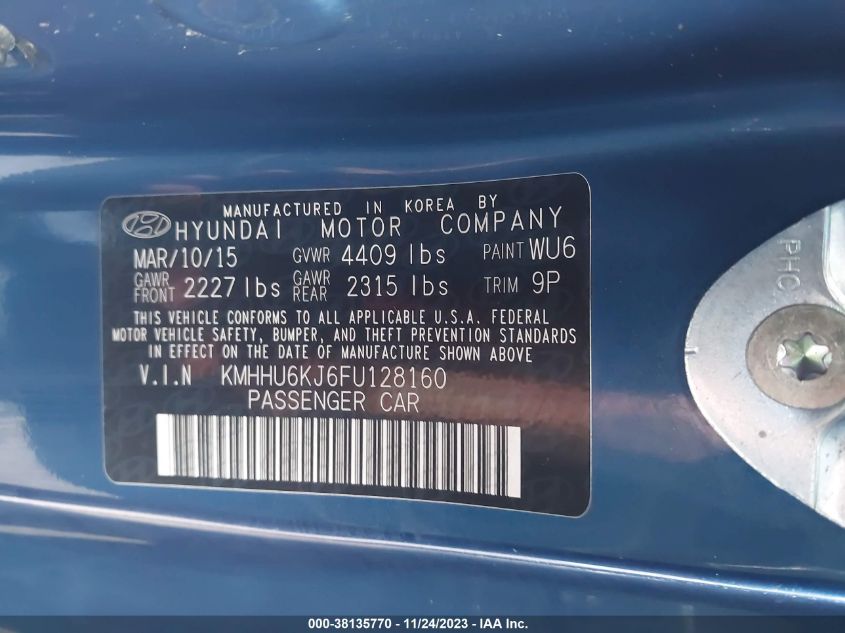 MANUFACTURED IN KOREA BY
HYUNDAI MOTOR COMPANY
MAR/10/15 GVWR 4409 lbs PAINT WU6
GAWR FRONT 2227 lbs GAWR REAR 2315 lbs TRIM 9P
THIS VEHICLE CONFORMS TO ALL APPLICABLE U.S.A. FEDERAL
MOTOR VEHICLE SAFETY, BUMPER, AND THEFT PREVENTION STANDARDS
IN EFFECT ON THE DATE OF MANUFACTURE SHOWN ABOVE
V.I.N KMHHU6KJ6FU128160
PASSENGER CAR
PHC
000-38135770 - 11/24/2023 - IAA Inc.